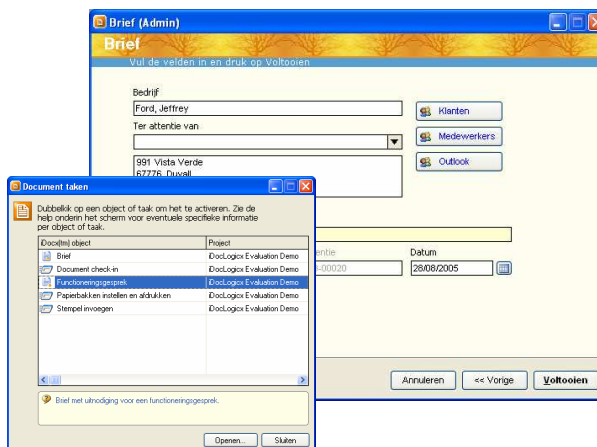 Brief (Admin)
Brief
Vul de velden in en druk op Voltooien
Bedrijf
Ford, Jeffrey
Klanten
Ter attentie van
Medewerkers
991 Vista Verde
67776 Duvall
Outlook
Datum
-00020
28/08/2005
Annuleren
<< Vorige
Voltooien
Document taken
Dubbelkik op een object of taak om het te activeren. Zie de
help onderin het scherm voor eventuele specifieke informatie
per object of taak.
iDocx(tm) object Project
Brief iDocLogicx Evaluation Demo
Document check-in iDocLogicx Evaluation Demo
Functioneringsgesprek iDocLogicx Evaluation Demo
Papierbakken instellen en afdrukken iDocLogicx Evaluation Demo
Stempel invoegen iDocLogicx Evaluation Demo
Brief met uitnodiging voor een functioneringsgesprek.
Openen... Sluiten